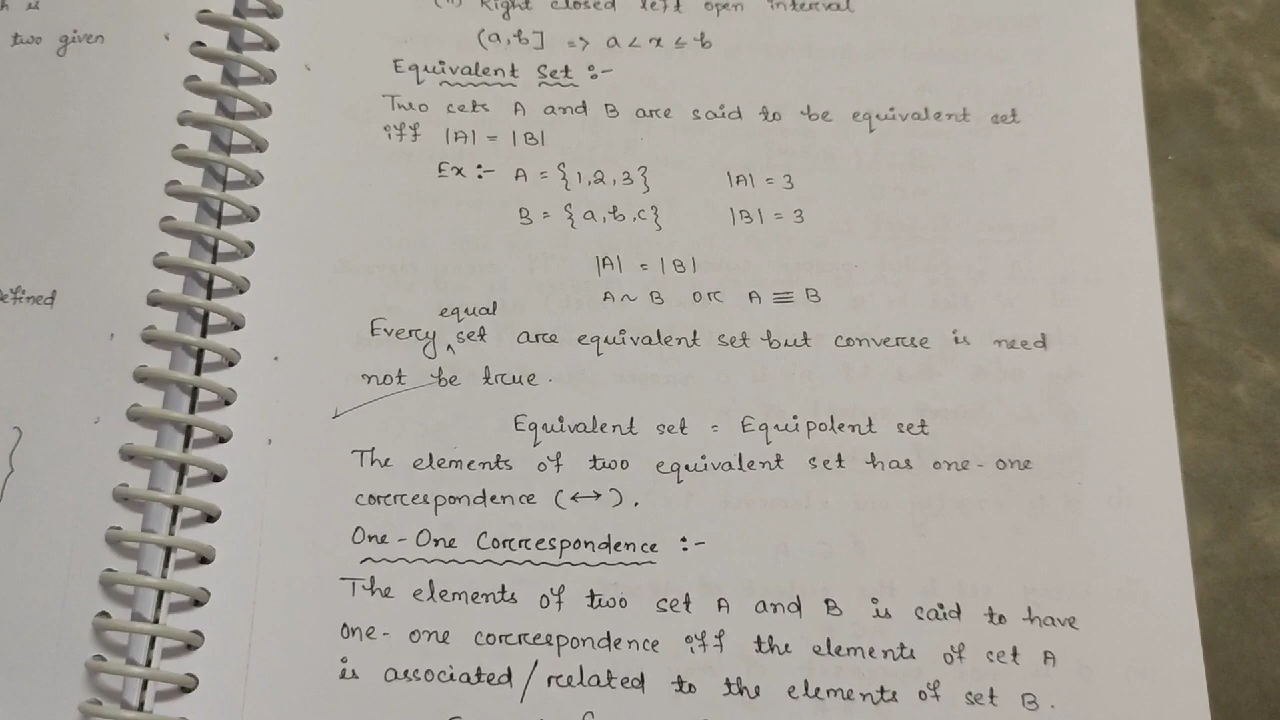 two given
efined
Right closed left open interval
(a,b] => a < x ≤ b
Equivalent Set :-
Two sets A and B are said to be equivalent set
iff |A| = |B|
Ex :- A = {1,2,3} |A| = 3
B = {a,b,c} |B| = 3
|A| = |B|
A ~ B or A ≡ B
Every equal set are equivalent set but converse is need
not be true.
Equivalent set = Equipolent set
The elements of two equivalent set has one-one
correspondence (↔).
One-One Correspondence :-
The elements of two set A and B is said to have
one-one correspondence iff the elements of set A
is associated/related to the elements of set B.